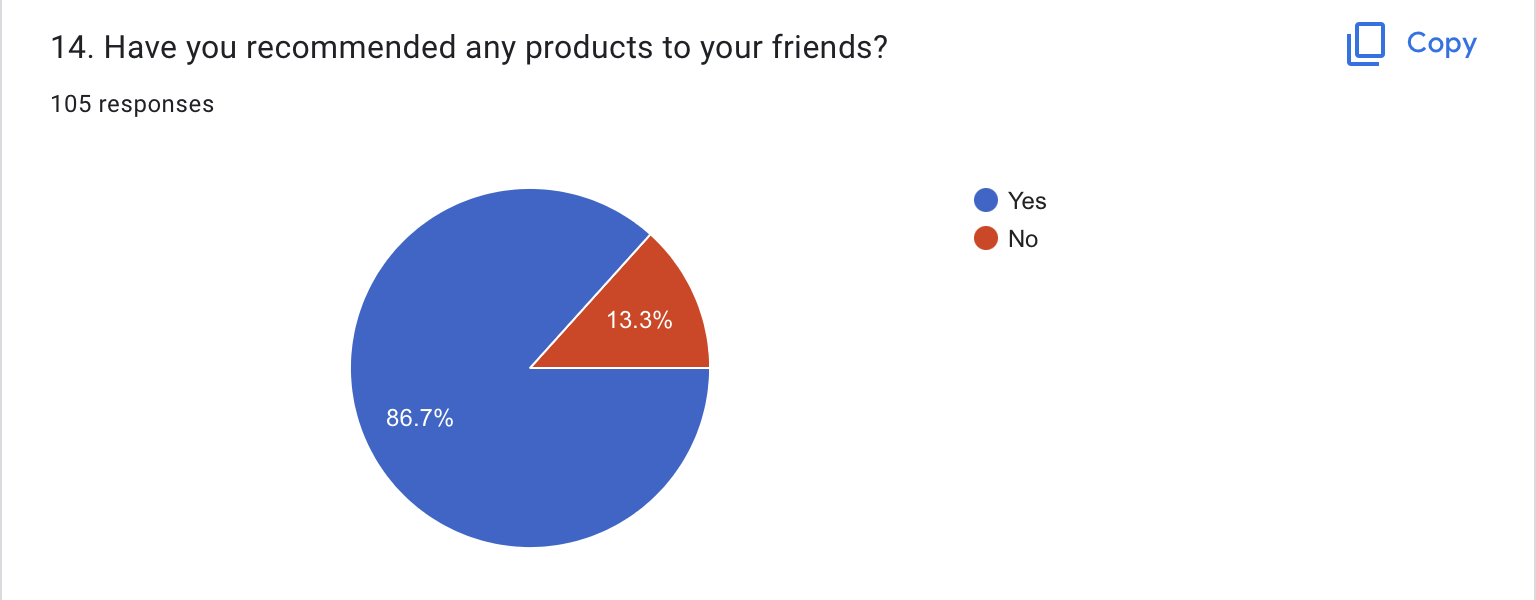 14. Have you recommended any products to your friends?
Copy
105 responses
Yes
No
13.3%
86.7%